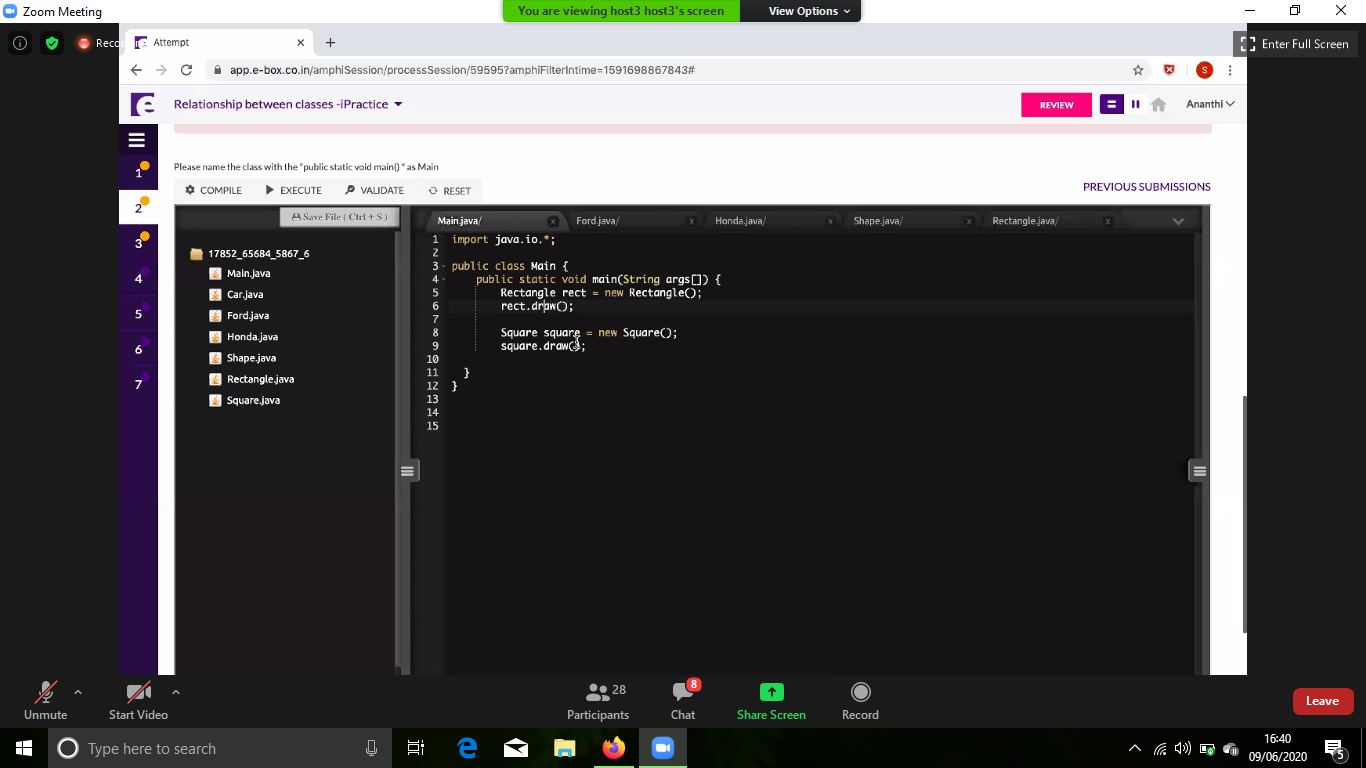 Zoom Meeting
You are viewing host3 host3's screen
View Options
Attempt
Enter Full Screen
app.e-box.co.in/amphiSession/processSession/59595?amphiFilterIntime=1591698867843#
S
Relationship between classes -iPractice
REVIEW
Ananthi
Please name the class with the "public static void main() " as Main
COMPILE EXECUTE VALIDATE RESET
PREVIOUS SUBMISSIONS
1
2
3
4
5
6
7
Save File ( Ctrl + S )
17852_65684_5867_6
Main.java
Car.java
Ford.java
Honda.java
Shape.java
Rectangle.java
Square.java
Main.java/ Ford.java/ Honda.java/ Shape.java/ Rectangle.java/
1 import java.io.*;
2
3 public class Main {
4 public static void main(String args[]) {
5 Rectangle rect = new Rectangle();
6 rect.draw();
7
8 Square square = new Square();
9 square.draw();
10
11 }
12 }
13
14
15
Unmute
Start Video
28
Participants
8
Chat
Share Screen
Record
Leave
Type here to search
16:40
09/06/2020
5